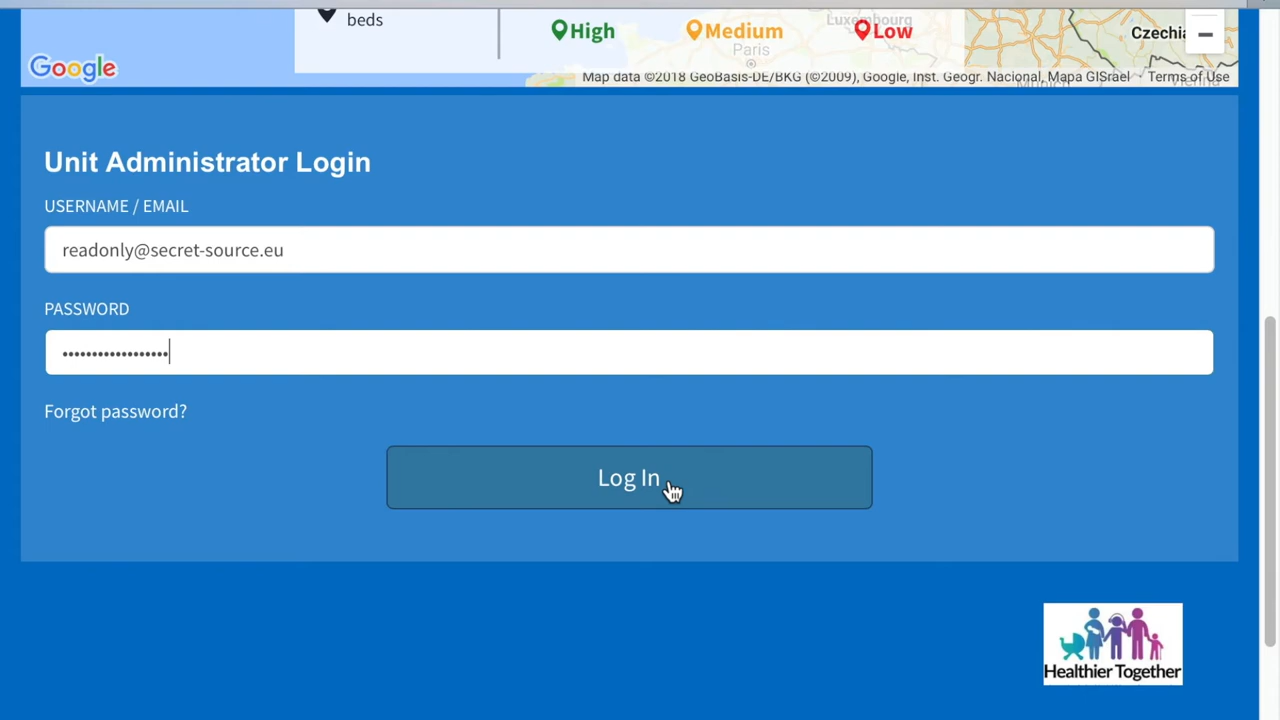 beds
High
Medium
Low
Luxembourg
Paris
Czechia
Google
Map data ©2018 GeoBasis-DE/BKG (©2009), Google, Inst. Geogr. Nacional, Mapa GISrael
Terms of Use
Unit Administrator Login
USERNAME / EMAIL
readonly@secret-source.eu
PASSWORD
••••••••••••••••••
Forgot password?
Log In
Healthier Together